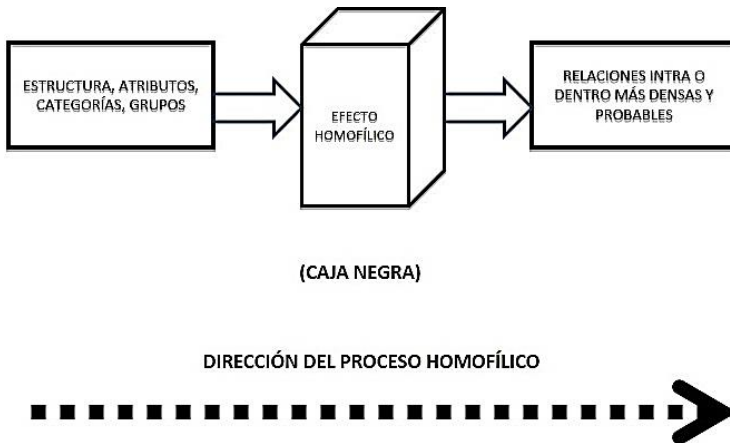 ESTRUCTURA, ATRIBUTOS,
CATEGORÍAS, GRUPOS
EFECTO
HOMOFÍLICO
RELACIONES INTRA O
DENTRO MÁS DENSAS Y
PROBABLES
(CAJA NEGRA)
DIRECCIÓN DEL PROCESO HOMOFÍLICO